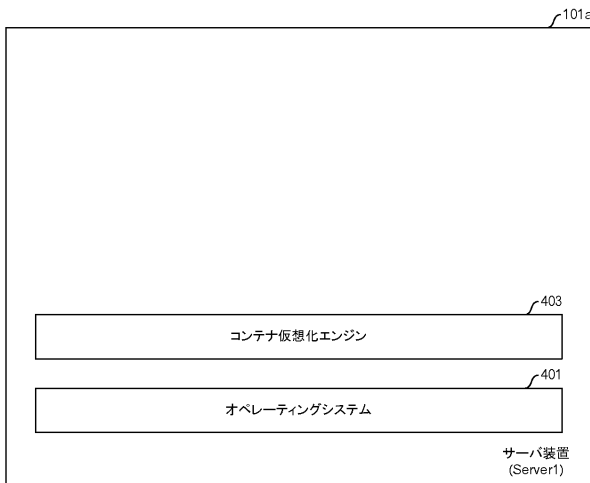 101a
403
コンテナ仮想化エンジン
401
オペレーティングシステム
サーバ装置
(Server1)